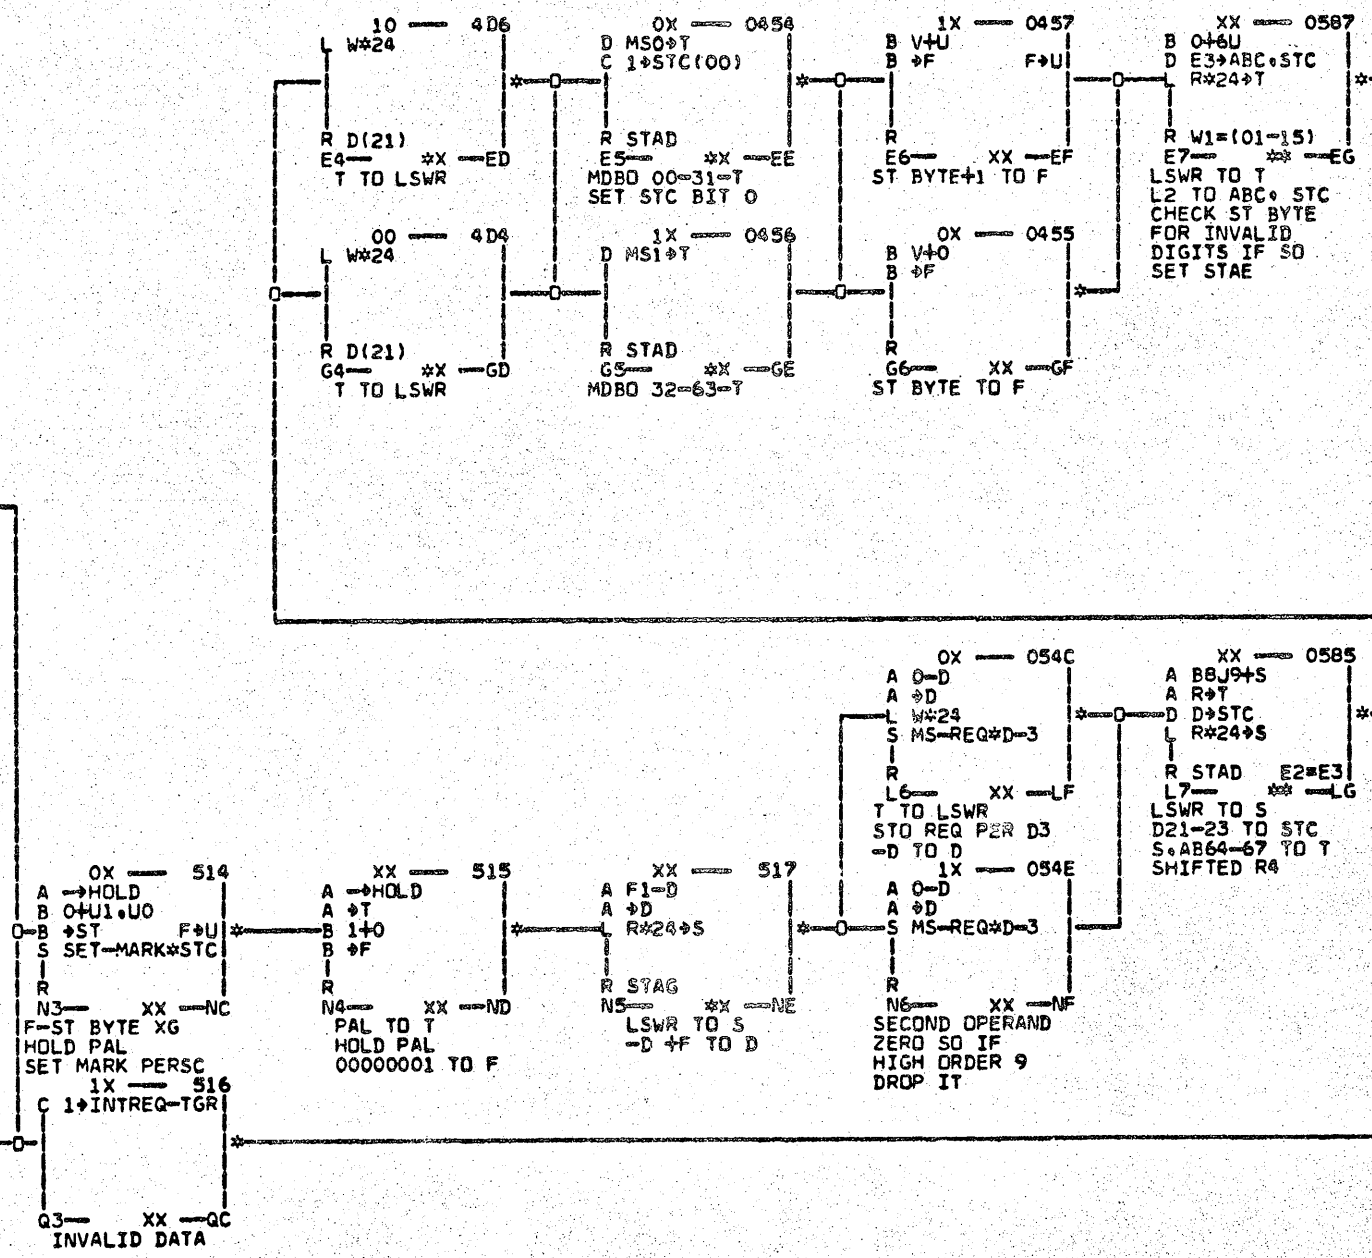 10 — 4D6
L W*24
R D(21)
E4— *X —ED
T TO LSWR
0X — 0454
D MS0→T
C 1→STC(00)
R STAD
E5— *X —EE
MDBO 00-31-T
SET STC BIT 0
1X — 0457
B V+U
B →F F→U
R
E6— XX —EF
ST BYTE+1 TO F
XX — 0587
B 0+6U
D E3→ABC,STC
L R*24→T
R W1=(01-15)
E7— ** —EG
LSWR TO T
L2 TO ABC, STC
CHECK ST BYTE
FOR INVALID
DIGITS IF SO
SET STAE
00 — 4D4
L W*24
R D(21)
G4— *X —GD
T TO LSWR
1X — 0456
D MS1→T
R STAD
G5— *X —GE
MDBO 32-63-T
0X — 0455
B V+0
B →F
R
G6— XX —GF
ST BYTE TO F
0X — 054C
A 0-D
A →D
L W*24
S MS-REQ*D-3
R
L6— XX —LF
T TO LSWR
STO REQ PER D3
-D TO D
XX — 0585
A B8J9+S
A R→T
D D→STC
L R*24→S
R STAD E2=E3
L7— ** —LG
LSWR TO S
D21-23 TO STC
S,AB64-67 TO T
SHIFTED R4
0X — 514
A -→HOLD
B 0+U1,U0
B →ST F→U
S SET-MARK*STC
R
N3— XX —NC
F-ST BYTE XG
HOLD PAL
SET MARK PERSC
XX — 515
A -→HOLD
A →T
B 1+0
B →F
R
N4— XX —ND
PAL TO T
HOLD PAL
00000001 TO F
XX — 517
A F1-D
A →D
L R*24→S
R STAG
N5— *X —NE
LSWR TO S
-D +F TO D
1X — 054E
A 0-D
A →D
S MS-REQ*D-3
R
N6— XX —NF
SECOND OPERAND
ZERO SO IF
HIGH ORDER 9
DROP IT
1X — 516
C 1→INTREQ-TGR
Q3— XX —QC
INVALID DATA